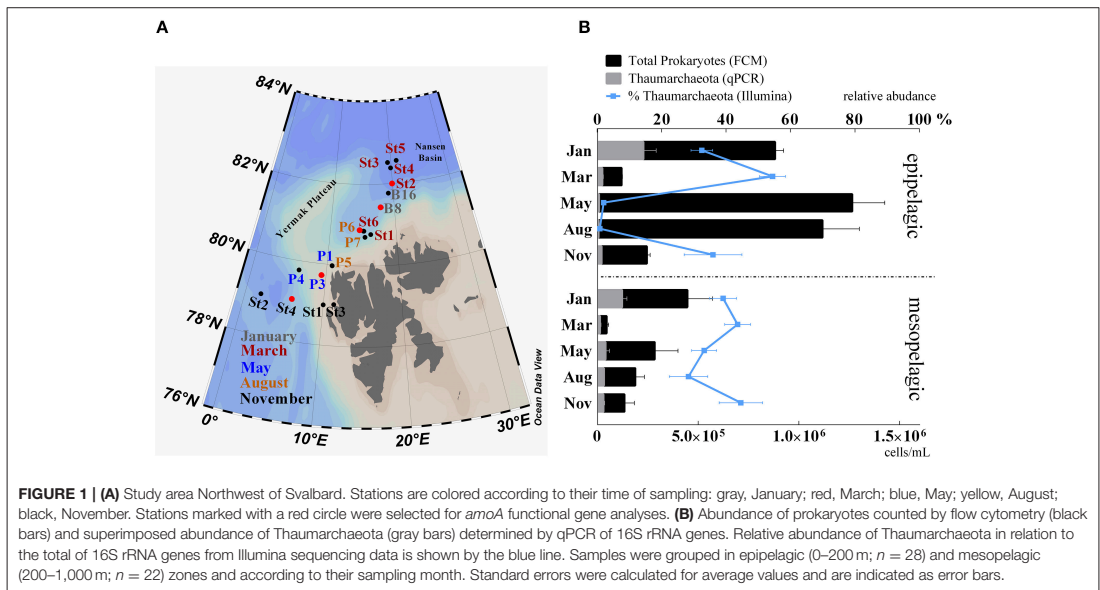 A
84°N
82°N
80°N
78°N
76°N
0°
10°E
20°E
30°E
Nansen
Basin
Yermak Plateau
St5
St3
St4
St2
B16
B8
P6
St6
P7
St1
P1
P5
P4
P3
St2
St4
St1
St3
January
March
May
August
November
Ocean Data View
B
Total Prokaryotes (FCM)
Thaumarchaeota (qPCR)
% Thaumarchaeota (Illumina)
relative abudance
0 20 40 60 80 100 %
Jan
Mar
May
Aug
Nov
epipelagic
Jan
Mar
May
Aug
Nov
mesopelagic
0 5.0×10⁵ 1.0×10⁶ 1.5×10⁶
cells/mL
FIGURE 1 | (A) Study area Northwest of Svalbard. Stations are colored according to their time of sampling: gray, January; red, March; blue, May; yellow, August;
black, November. Stations marked with a red circle were selected for amoA functional gene analyses. (B) Abundance of prokaryotes counted by flow cytometry (black
bars) and superimposed abundance of Thaumarchaeota (gray bars) determined by qPCR of 16S rRNA genes. Relative abundance of Thaumarchaeota in relation to
the total of 16S rRNA genes from Illumina sequencing data is shown by the blue line. Samples were grouped in epipelagic (0–200 m; n = 28) and mesopelagic
(200–1,000 m; n = 22) zones and according to their sampling month. Standard errors were calculated for average values and are indicated as error bars.